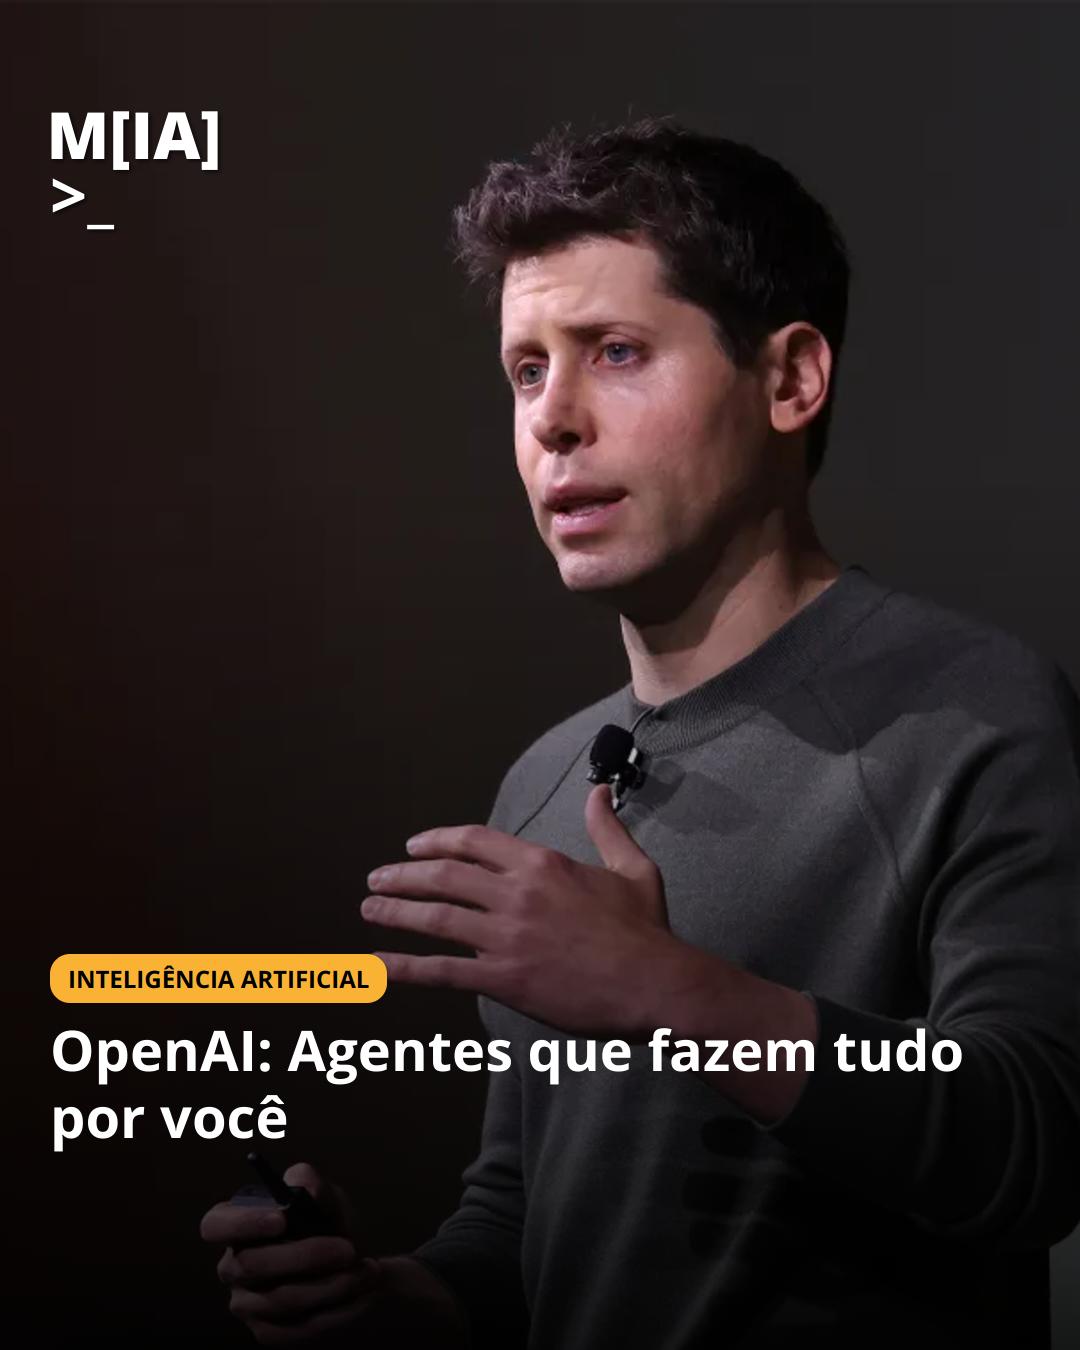 M[IA]
>_
INTELIGÊNCIA ARTIFICIAL
OpenAI: Agentes que fazem tudo
por você